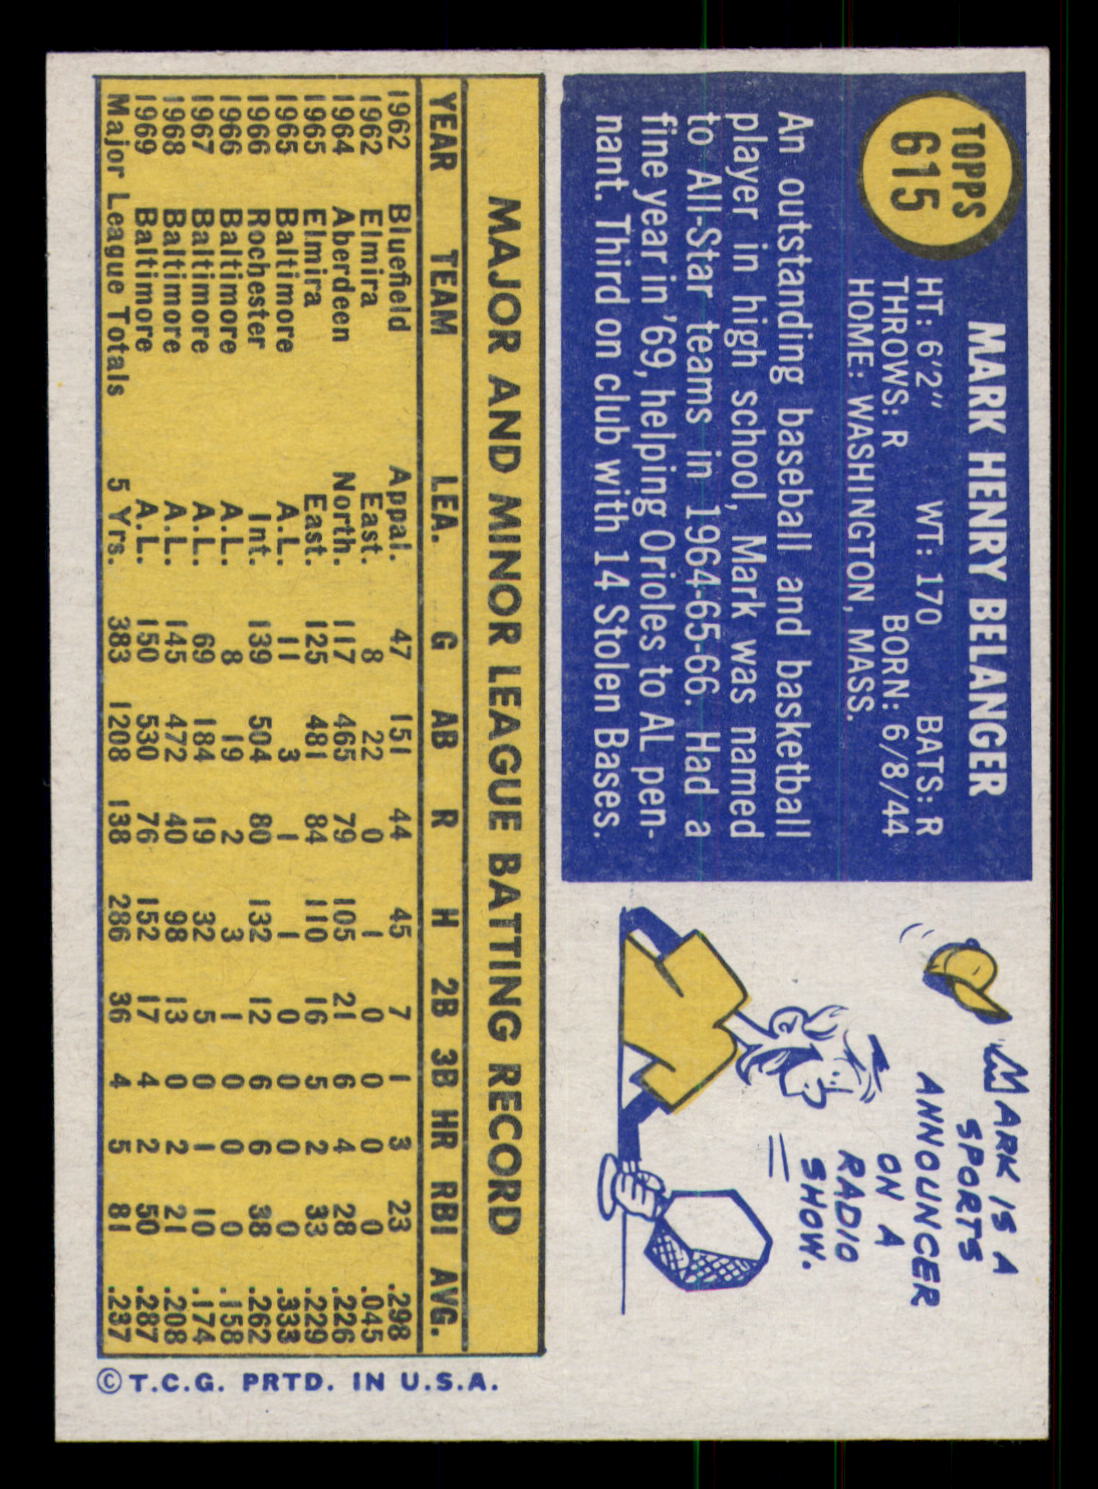 TOPPS
615
MARK HENRY BELANGER
HT: 6'2" WT: 170 BATS: R
THROWS: R BORN: 6/8/44
HOME: WASHINGTON, MASS.
An outstanding baseball and basketball
player in high school, Mark was named
to All-Star teams in 1964-65-66. Had a
fine year in '69, helping Orioles to AL pen-
nant. Third on club with 14 Stolen Bases.
MARK IS A
SPORTS
ANNOUNCER
ON A
RADIO
SHOW.
MAJOR AND MINOR LEAGUE BATTING RECORD
YEAR TEAM LEA. G AB R H 2B 3B HR RBI AVG.
1962 Bluefield Appal. 47 151 44 45 7 1 3 23 .298
1962 Elmira East. 8 22 0 1 0 0 0 0 .045
1964 Aberdeen North. 117 465 79 105 21 6 4 28 .226
1965 Elmira East. 125 481 84 110 16 5 2 33 .229
1965 Baltimore A.L. 11 3 1 1 0 0 0 0 .333
1966 Rochester Int. 139 504 80 132 12 6 6 38 .262
1966 Baltimore A.L. 8 19 2 3 1 0 0 0 .158
1967 Baltimore A.L. 69 184 19 32 5 0 1 10 .174
1968 Baltimore A.L. 145 472 40 98 13 0 2 21 .208
1969 Baltimore A.L. 150 530 76 152 17 4 2 50 .287
Major League Totals 5 Yrs. 383 1208 138 286 36 4 5 81 .237
© T.C.G. PRTD. IN U.S.A.